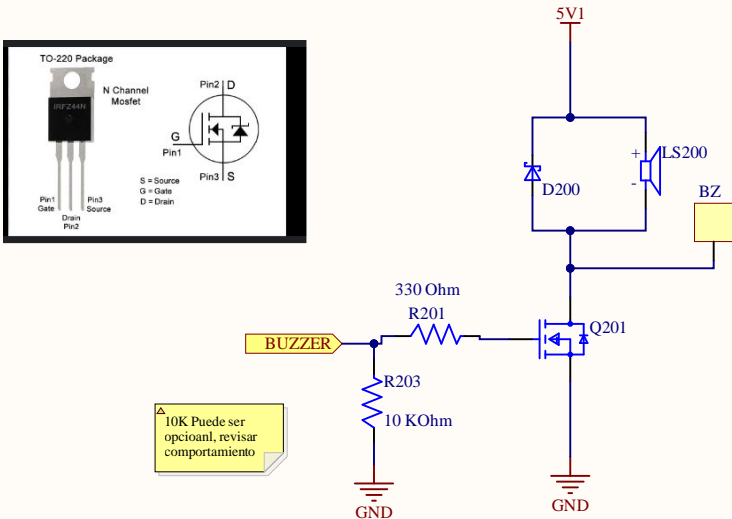 TO-220 Package
N Channel
Mosfet
IRFZ44N
Pin1
Gate
Drain
Pin2
Pin3
Source
Pin2 D
G
Pin1
Pin3 S
S = Source
G = Gate
D = Drain
5V1
D200
+
LS200
-
BZ
330 Ohm
R201
Q201
BUZZER
R203
10 KOhm
10K Puede ser
opcioanl, revisar
comportamiento
GND
GND